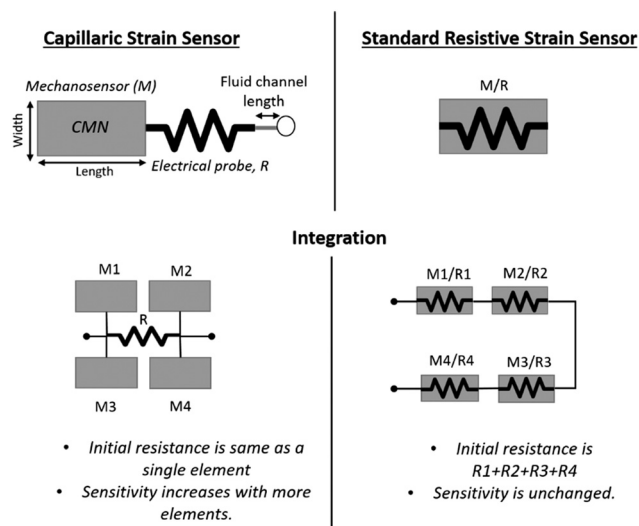 Capillaric Strain Sensor
Mechanosensor (M)
Fluid channel
length
Width
CMN
Length
Electrical probe, R
Standard Resistive Strain Sensor
M/R
Integration
M1
M2
R
M3
M4
• Initial resistance is same as a
single element
• Sensitivity increases with more
elements.
M1/R1
M2/R2
M4/R4
M3/R3
• Initial resistance is
R1+R2+R3+R4
• Sensitivity is unchanged.